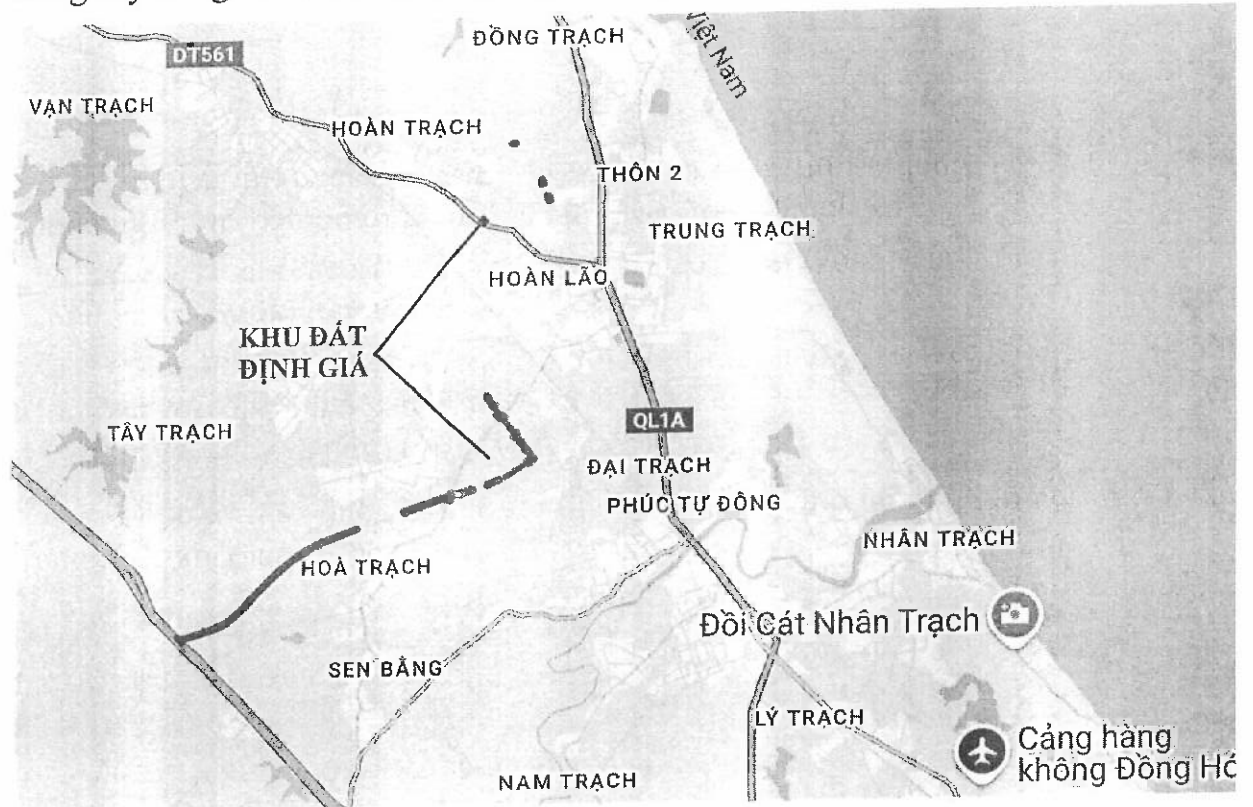 Việt Nam
ĐỒNG TRẠCH
DT561
VẠN TRẠCH
HOÀN TRẠCH
THÔN 2
TRUNG TRẠCH
HOÀN LÃO
KHU ĐẤT
ĐỊNH GIÁ
QL1A
TÂY TRẠCH
ĐẠI TRẠCH
PHÚC TỰ ĐÔNG
NHÂN TRẠCH
HOÀ TRẠCH
Đồi Cát Nhân Trạch
SEN BẰNG
LÝ TRẠCH
Cảng hàng
không Đồng Hớ
NAM TRẠCH